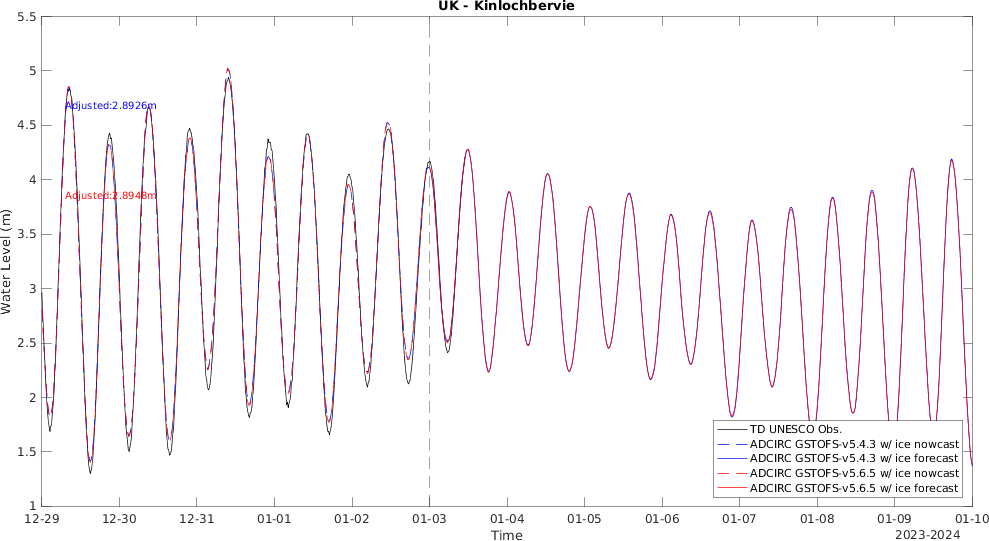 UK - Kinlochbervie
5.5
5
4.5
4
3.5
3
2.5
2
1.5
1
Water Level (m)
Adjusted:2.8926m
Adjusted:2.8948m
TD UNESCO Obs.
ADCIRC GSTOFS-v5.4.3 w/ ice nowcast
ADCIRC GSTOFS-v5.4.3 w/ ice forecast
ADCIRC GSTOFS-v5.6.5 w/ ice nowcast
ADCIRC GSTOFS-v5.6.5 w/ ice forecast
12-29 12-30 12-31 01-01 01-02 01-03 01-04 01-05 01-06 01-07 01-08 01-09 01-10
Time
2023-2024